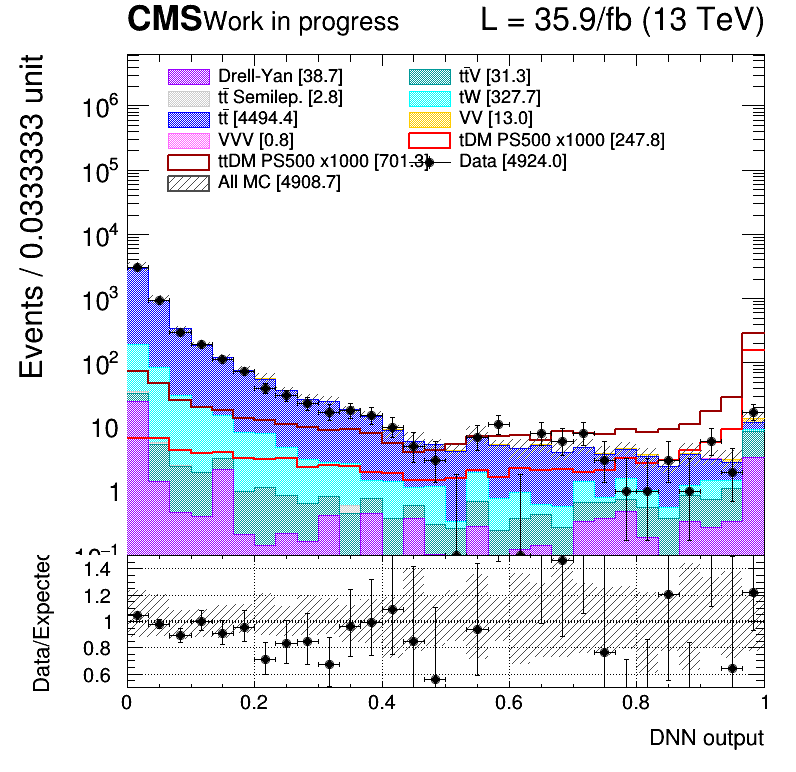 CMS Work in progress L = 35.9/fb (13 TeV)
Events / 0.0333333 unit
Drell-Yan [38.7] tt̄V [31.3]
tt̄ Semilep. [2.8] tW [327.7]
tt̄ [4494.4] VV [13.0]
VVV [0.8] tDM PS500 x1000 [247.8]
ttDM PS500 x1000 [701.3] Data [4924.0]
All MC [4908.7]
10⁶
10⁵
10⁴
10³
10²
10
1
10⁻¹
Data/Expected
1.4
1.2
1
0.8
0.6
0 0.2 0.4 0.6 0.8 1
DNN output